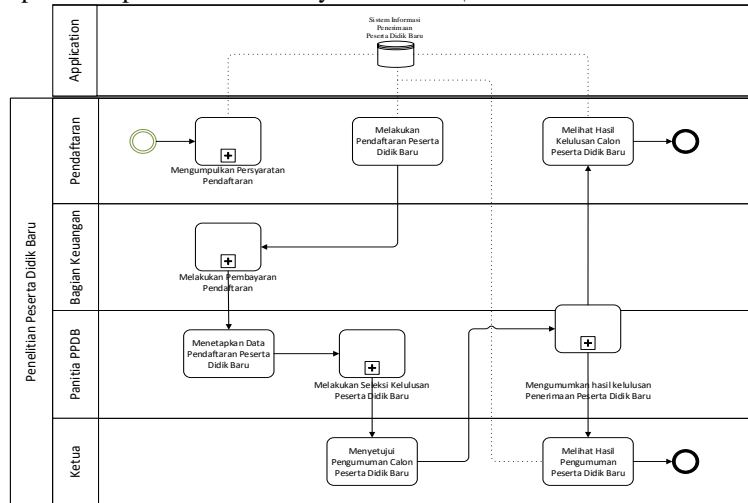 Sistem Informasi
Penerimaan
Peserta Didik Baru
Application
Penelitian Peserta Didik Baru
Pendaftaran
Mengumpulkan Persyaratan
Pendaftaran
Melakukan
Pendaftaran Peserta
Didik Baru
Melihat Hasil
Kelulusan Calon
Peserta Didik Baru
Bagian Keuangan
Melakukan Pembayaran
Pendaftaran
Panitia PPDB
Menetapkan Data
Pendaftaran Peserta
Didik Baru
Melakukan Seleksi Kelulusan
Peserta Didik Baru
Mengumumkan hasil kelulusan
Penerimaan Peserta Didik Baru
Ketua
Menyetujui
Pengumuman Calon
Peserta Didik Baru
Melihat Hasil
Pengumuman
Peserta Didik Baru